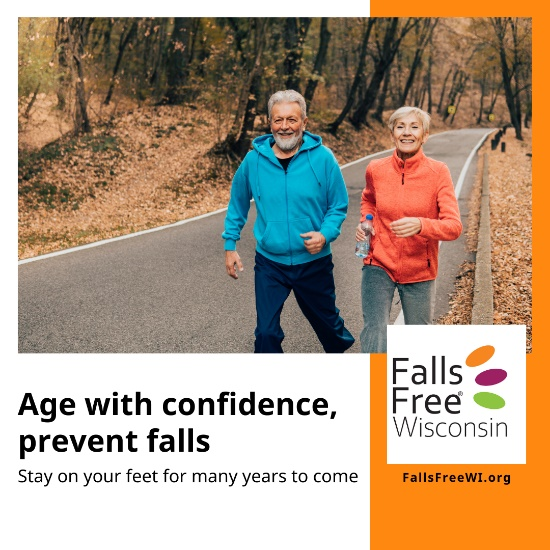 Age with confidence,
prevent falls
Stay on your feet for many years to come
Falls
Free®
Wisconsin
FallsFreeWI.org